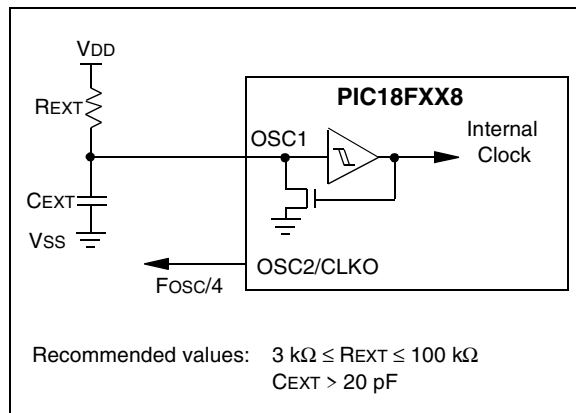 VDD
REXT
PIC18FXX8
OSC1
Internal
Clock
CEXT
VSS
OSC2/CLKO
FOSC/4
Recommended values: 3 kΩ ≤ REXT ≤ 100 kΩ
CEXT > 20 pF